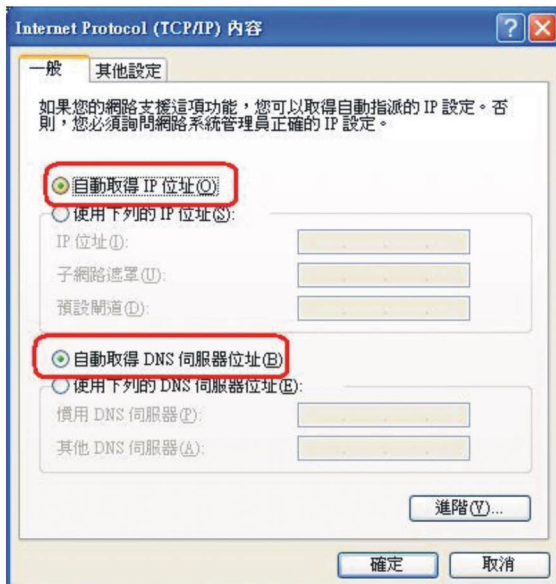 Internet Protocol (TCP/IP) 內容
一般
其他設定
如果您的網路支援這項功能，您可以取得自動指派的 IP 設定。否
則，您必須詢問網路系統管理員正確的 IP 設定。
自動取得 IP 位址(O)
使用下列的 IP 位址(S):
IP 位址(I):
子網路遮罩(U):
預設閘道(D):
自動取得 DNS 伺服器位址(B)
使用下列的 DNS 伺服器位址(E):
慣用 DNS 伺服器(P):
其他 DNS 伺服器(A):
進階(V)...
確定
取消